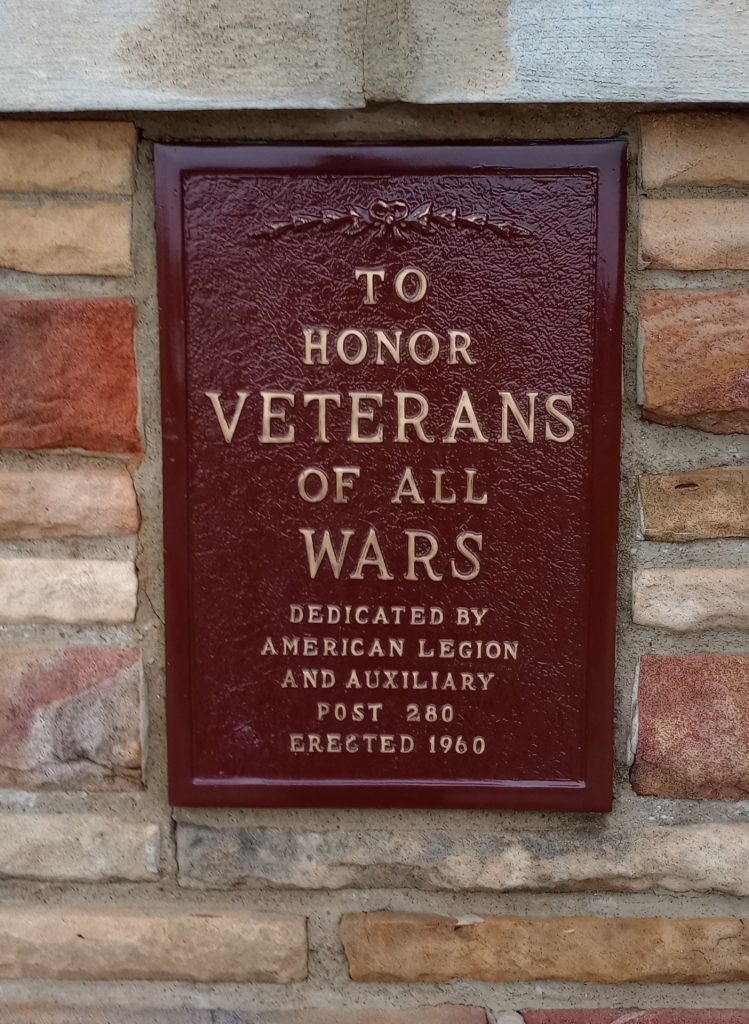 TO
HONOR
VETERANS
OF ALL
WARS
DEDICATED BY
AMERICAN LEGION
AND AUXILIARY
POST 280
ERECTED 1960